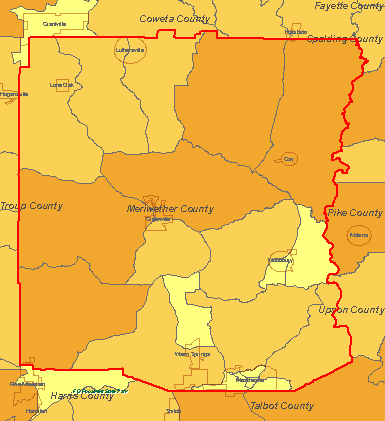 Fayette County
Coweta County
Grantville
Haralson
Spalding County
Luthersville
Lone Oak
Hogansville
Gay
Troup County
Meriwether County
Greenville
Pike County
Molena
Woodbury
Upson County
Warm Springs
Manchester
Pine Mountain
Harris County
Hamilton
Shiloh
Talbot County